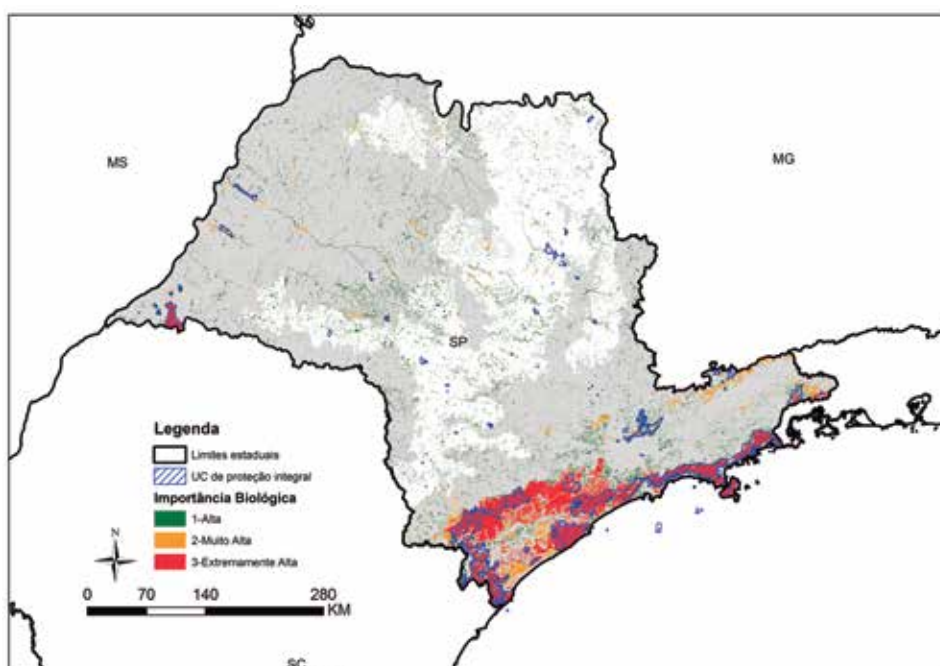 MS
MG
SP
Legenda
Limites estaduais
UC de proteção integral
Importância Biológica
1-Alta
2-Muito Alta
3-Extremamente Alta
N
0 70 140 280
KM
SC